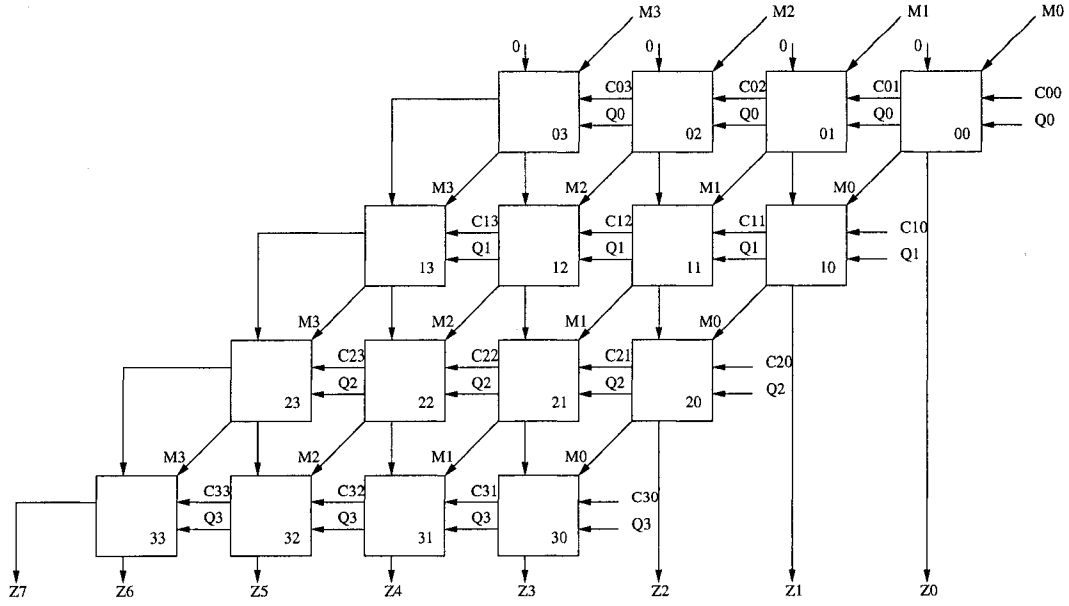 M3 M2 M1 M0
0 0 0 0
C03 C02 C01 C00
Q0 Q0 Q0 Q0
03 02 01 00
M3 M2 M1 M0
C13 C12 C11 C10
Q1 Q1 Q1 Q1
13 12 11 10
M3 M2 M1 M0
C23 C22 C21 C20
Q2 Q2 Q2 Q2
23 22 21 20
M3 M2 M1 M0
C33 C32 C31 C30
Q3 Q3 Q3 Q3
33 32 31 30
Z7 Z6 Z5 Z4 Z3 Z2 Z1 Z0